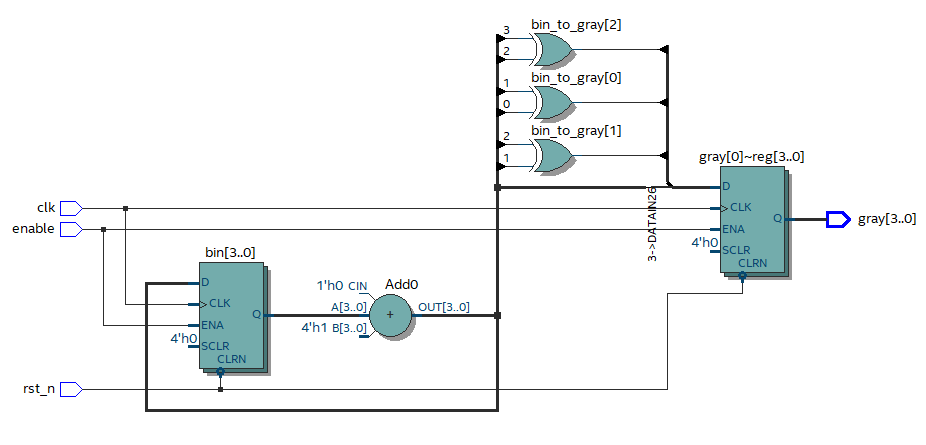 bin_to_gray[2]
3
2
bin_to_gray[0]
1
0
bin_to_gray[1]
2
1
gray[0]~reg[3..0]
D
CLK
ENA
4'h0
SCLR
CLRN
Q
gray[3..0]
3->DATAIN26
clk
enable
bin[3..0]
D
CLK
ENA
4'h0
SCLR
CLRN
Q
Add0
1'h0 CIN
A[3..0]
4'h1 B[3..0]
+
OUT[3..0]
rst_n